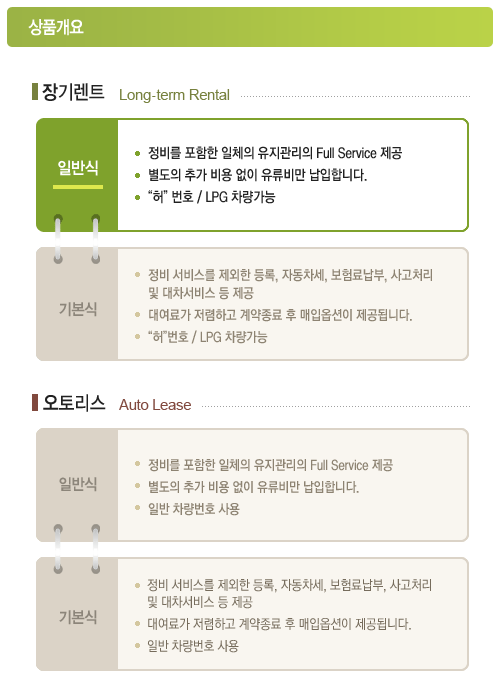 상품개요
장기렌트 Long-term Rental
일반식
• 정비를 포함한 일체의 유지관리의 Full Service 제공
• 별도의 추가 비용 없이 유류비만 납입합니다.
• “허” 번호 / LPG 차량가능
기본식
• 정비 서비스를 제외한 등록, 자동차세, 보험료납부, 사고처리
및 대차서비스 등 제공
• 대여료가 저렴하고 계약종료 후 매입옵션이 제공됩니다.
• “허”번호 / LPG 차량가능
오토리스 Auto Lease
일반식
• 정비를 포함한 일체의 유지관리의 Full Service 제공
• 별도의 추가 비용 없이 유류비만 납입합니다.
• 일반 차량번호 사용
기본식
• 정비 서비스를 제외한 등록, 자동차세, 보험료납부, 사고처리
및 대차서비스 등 제공
• 대여료가 저렴하고 계약종료 후 매입옵션이 제공됩니다.
• 일반 차량번호 사용